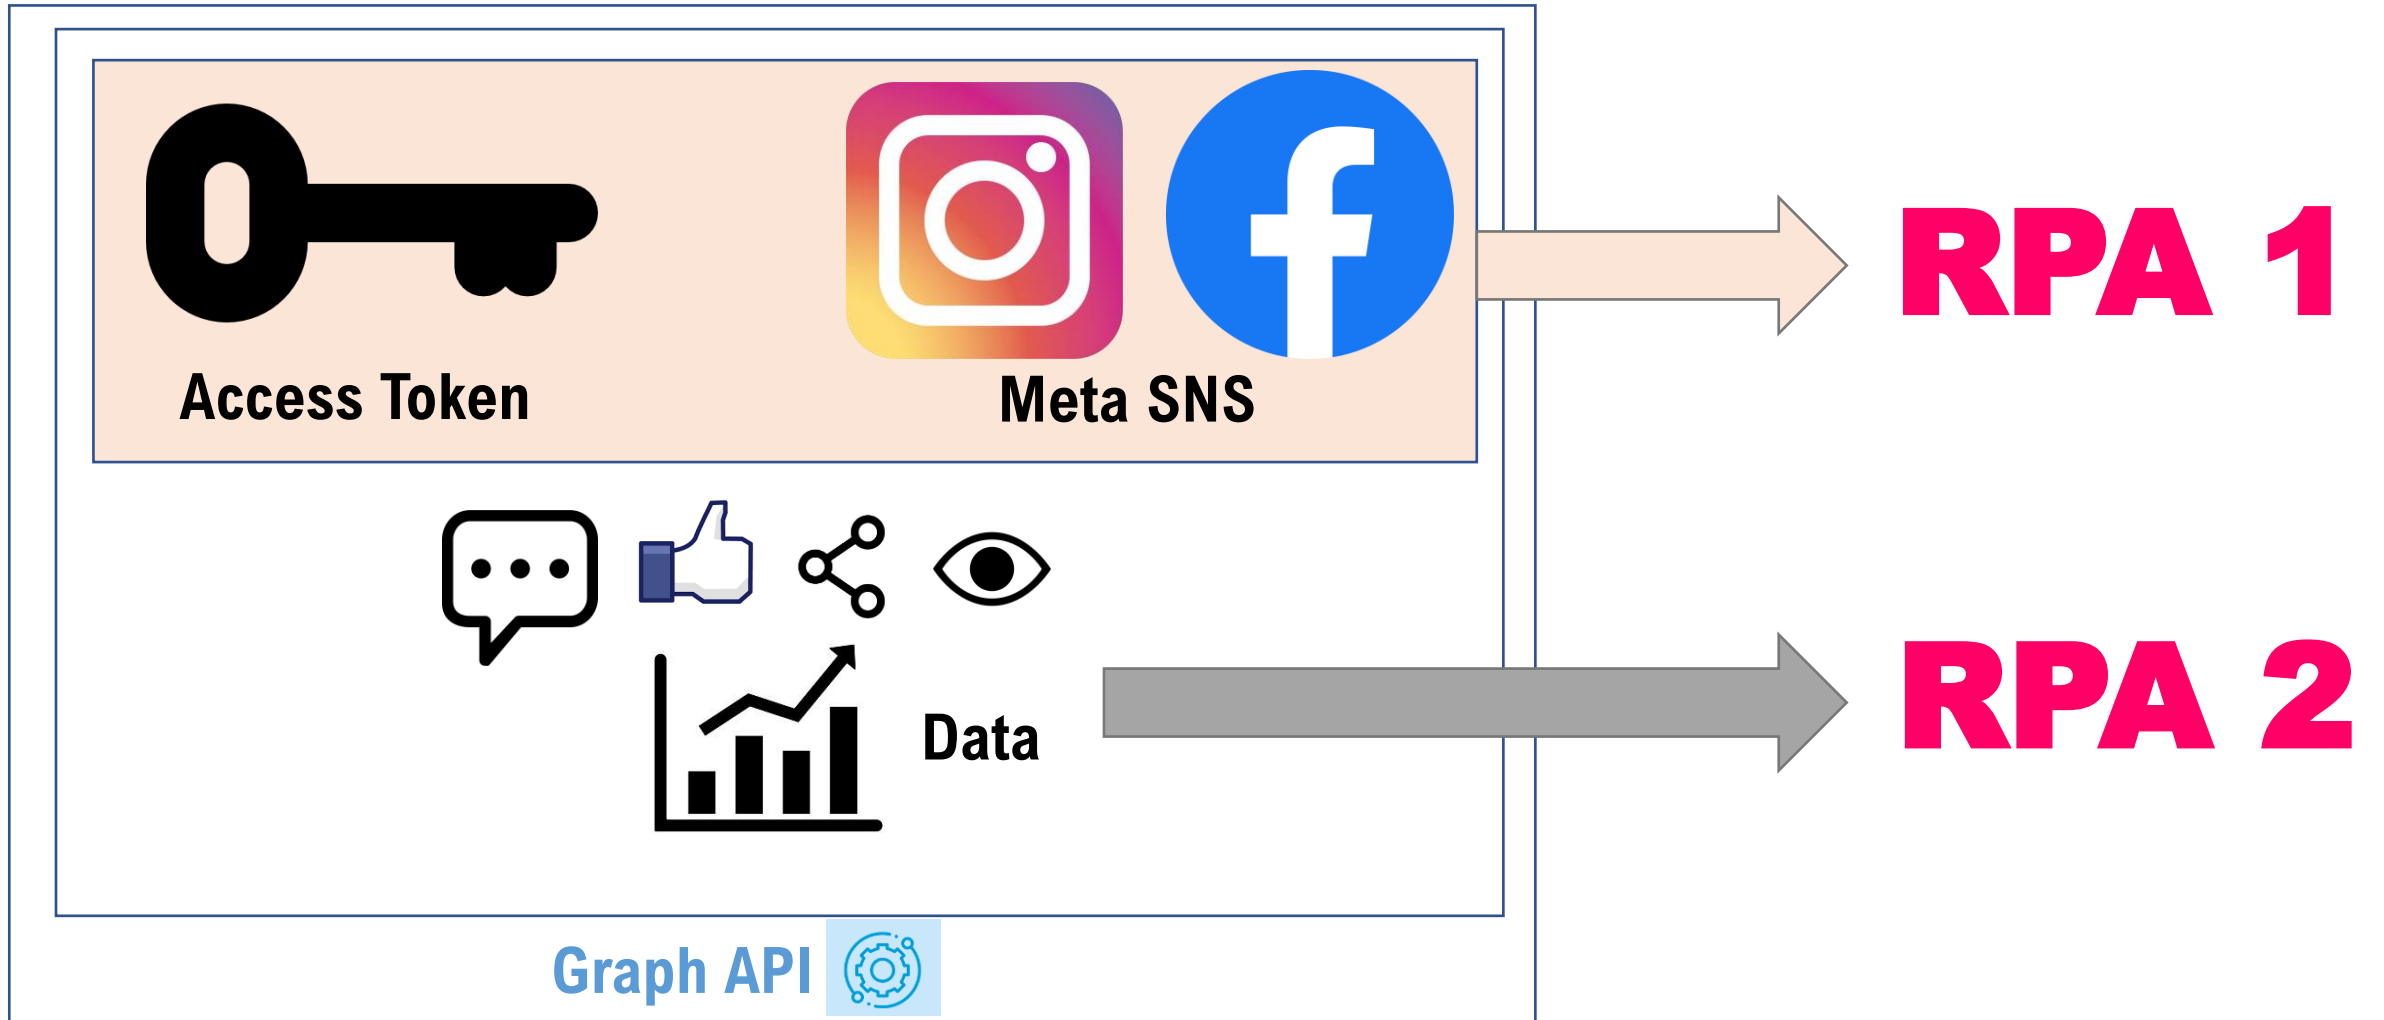 RPA 1
Access Token
Meta SNS
RPA 2
Data
Graph API